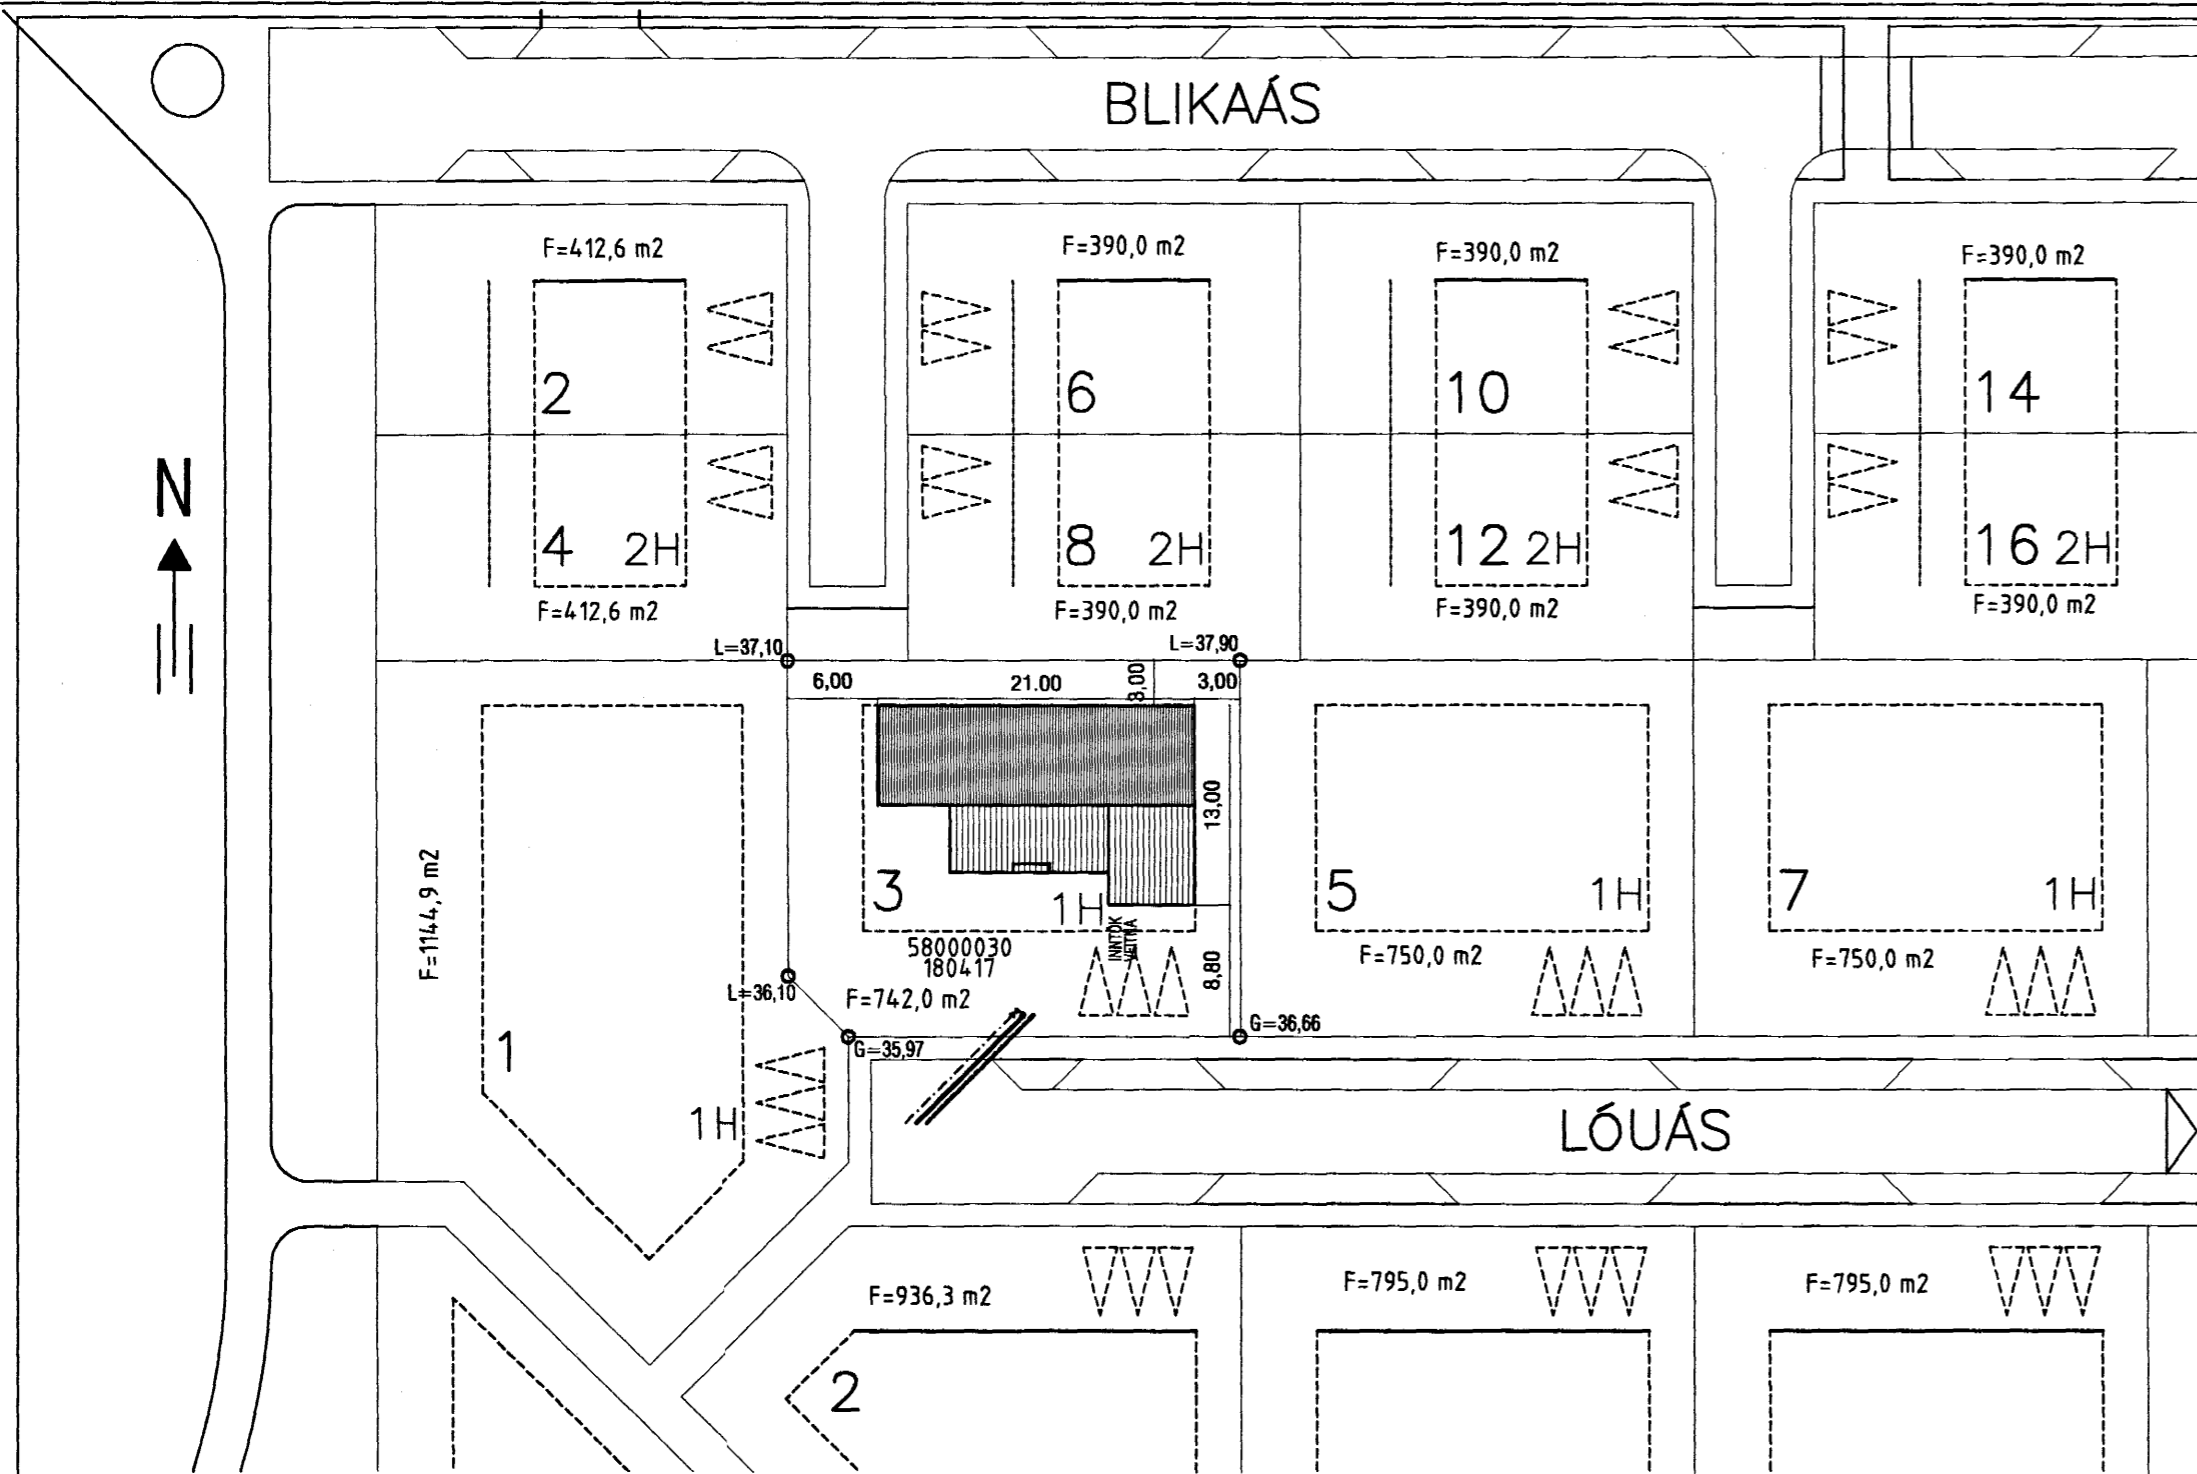 BLIKAÁS
F=412,6 m2
F=390,0 m2
F=390,0 m2
F=390,0 m2
2
6
10
14
N
4 2H
8 2H
12 2H
16 2H
F=412,6 m2
F=390,0 m2
F=390,0 m2
F=390,0 m2
L=37,10
L=37,90
6,00
21.00
3,00
3,00
13,00
F=1144,9 m2
3
1H
5
1H
7
1H
INNTÖK
58000030
180417
F=750,0 m2
F=750,0 m2
8,80
L=36,10
F=742,0 m2
G=36,66
G=35,97
1
1H
LÓUÁS
F=936,3 m2
F=795,0 m2
F=795,0 m2
2